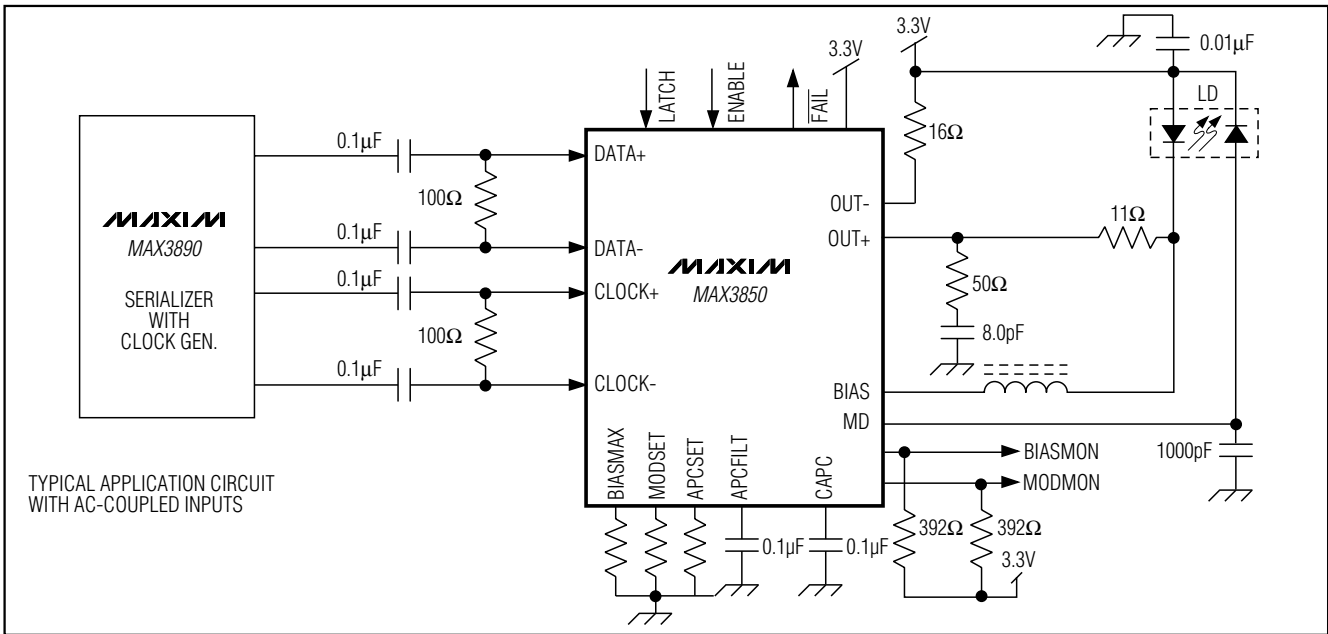 3.3V
3.3V
0.01µF
LATCH
ENABLE
FAIL
LD
16Ω
0.1µF
DATA+
100Ω
OUT-
11Ω
MAXIM
MAX3890
0.1µF
DATA-
OUT+
MAXIM
MAX3850
0.1µF
CLOCK+
50Ω
SERIALIZER
WITH
CLOCK GEN.
100Ω
8.0pF
0.1µF
CLOCK-
BIAS
MD
BIASMON
1000pF
MODMON
TYPICAL APPLICATION CIRCUIT
WITH AC-COUPLED INPUTS
BIASMAX
MODSET
APCSET
APCFILT
CAPC
0.1µF
0.1µF
392Ω
392Ω
3.3V